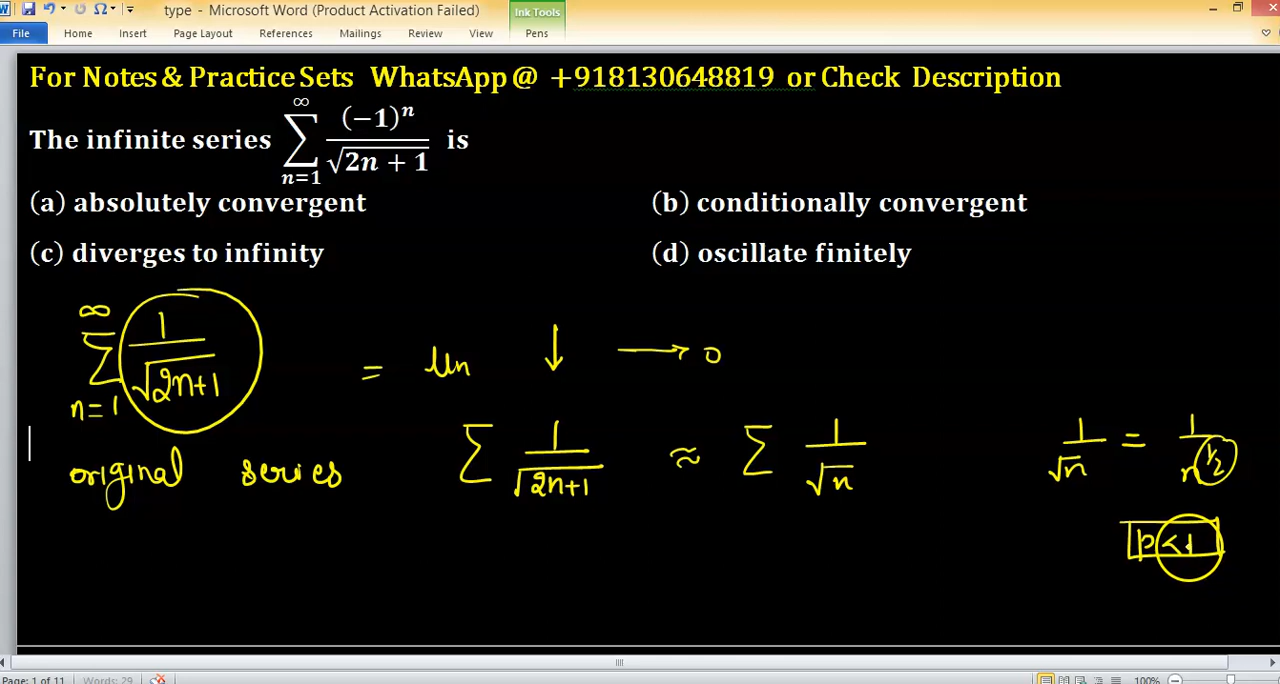 type - Microsoft Word (Product Activation Failed)
Ink Tools
File Home Insert Page Layout References Mailings Review View Pens
For Notes & Practice Sets WhatsApp @ +918130648819 or Check Description
The infinite series ∑_{n=1}^{∞} (−1)ⁿ/√(2n + 1) is
(a) absolutely convergent (b) conditionally convergent
(c) diverges to infinity (d) oscillate finitely
∑_{n=1}^{∞} 1/√(2n+1) = un ↓ → 0
original series ∑ 1/√(2n+1) ≈ ∑ 1/√n 1/√n = 1/n^{1/2}
p<1
Page: 1 of 11 Words: 29 100%